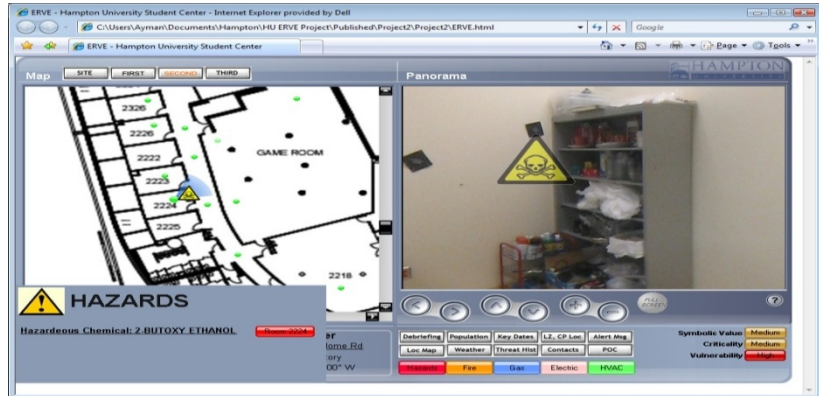 ERVE - Hampton University Student Center - Internet Explorer provided by Dell
C:\Users\Ayman\Documents\Hampton\HU ERVE Project\Published\Project2\Project2\ERVE.html
Google
ERVE - Hampton University Student Center
Page
Tools
Map
SITE
FIRST
SECOND
THIRD
Panorama
HAMPTON
UNIVERSITY
2326
2226
2222
2223
2224
2225
GAME ROOM
2218
HAZARDS
Hazardeous Chemical: 2-BUTOXY ETHANOL
Room 2224
er
lome Rd
ory
00" W
FULL
SCREEN
?
Debriefing
Population
Key Dates
LZ, CP Loc
Alert Msg
Loc Map
Weather
Threat Hist
Contacts
POC
Hazards
Fire
Gas
Electric
HVAC
Symbolic Value
Medium
Criticality
Medium
Vulnerability
High